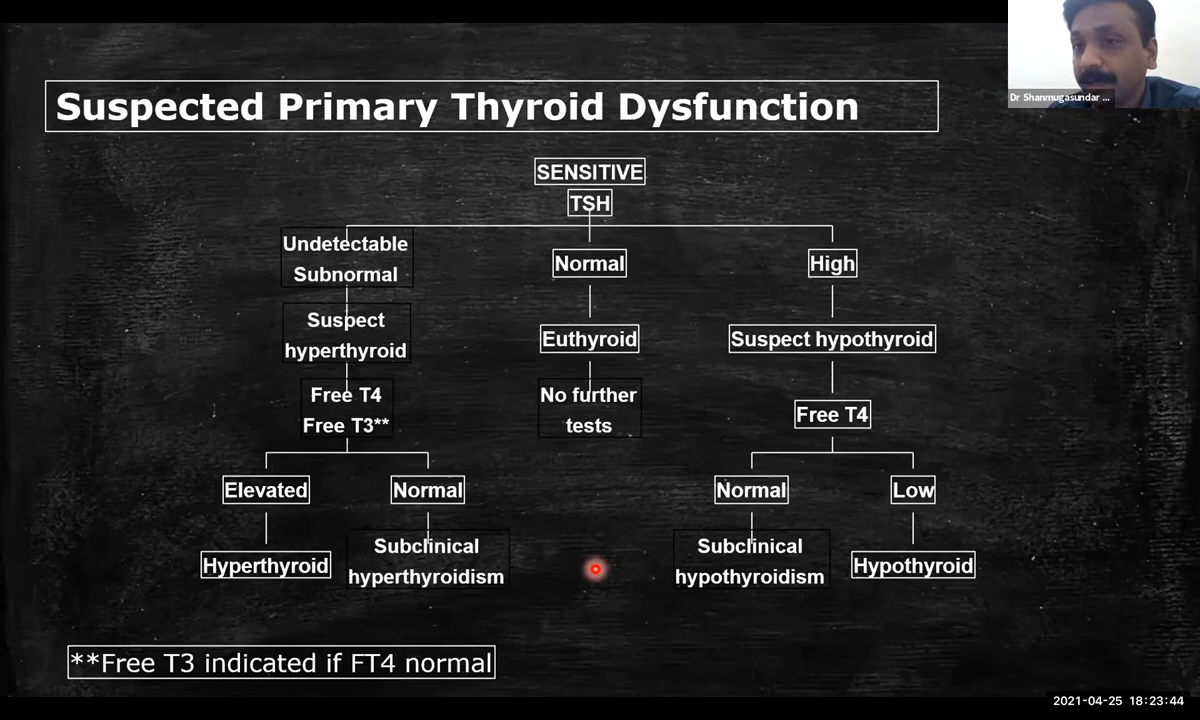 Dr Shanmugasundar ...
Suspected Primary Thyroid Dysfunction
SENSITIVE
TSH
Undetectable
Subnormal
Normal
High
Suspect
hyperthyroid
Euthyroid
Suspect hypothyroid
Free T4
Free T3**
No further
tests
Free T4
Elevated
Normal
Normal
Low
Hyperthyroid
Subclinical
hyperthyroidism
Subclinical
hypothyroidism
Hypothyroid
**Free T3 indicated if FT4 normal
2021-04-25 18:23:44